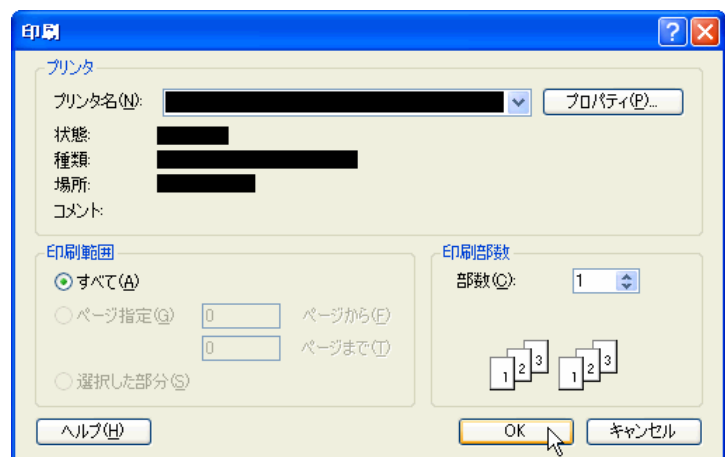 印刷
プリンタ
プリンタ名(N):
プロパティ(P)...
状態:
種類:
場所:
コメント:
印刷範囲
すべて(A)
ページ指定(G) 0 ページから(F)
0 ページまで(T)
選択した部分(S)
印刷部数
部数(C): 1
1 2 3 1 2 3
ヘルプ(H)
OK
キャンセル